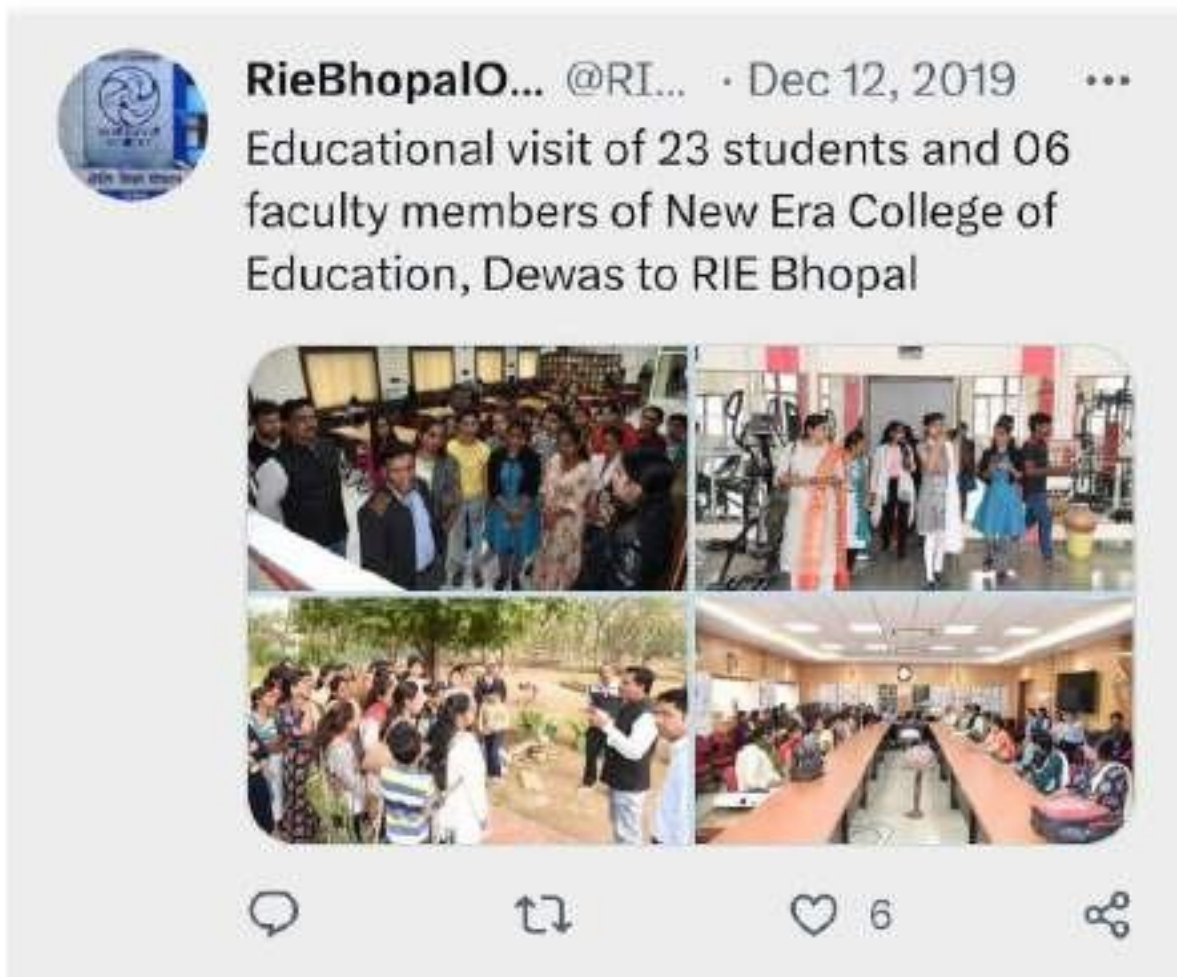 RieBhopalO... @RI... · Dec 12, 2019
Educational visit of 23 students and 06
faculty members of New Era College of
Education, Dewas to RIE Bhopal
6